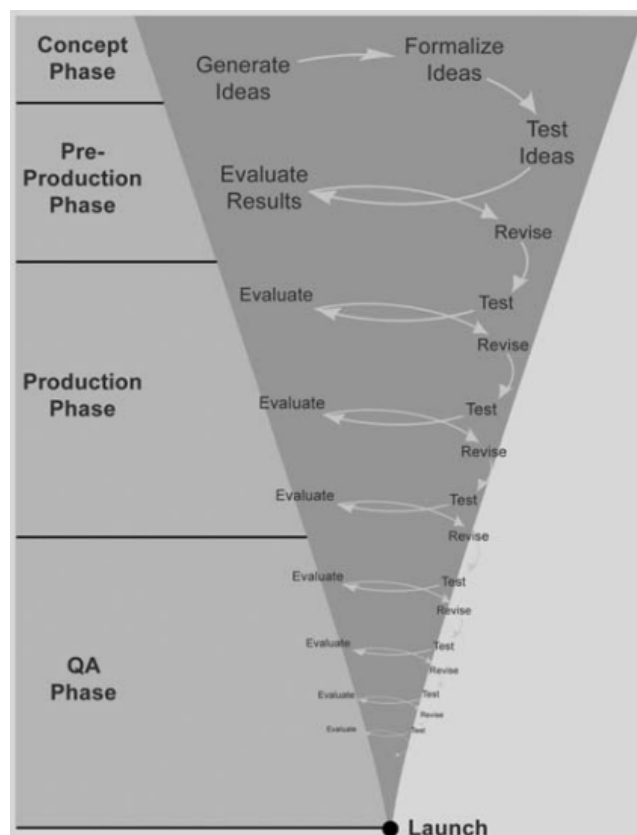 Concept
Phase
Generate
Ideas
Formalize
Ideas
Test
Ideas
Pre-
Production
Phase
Evaluate
Results
Revise
Production
Phase
Evaluate
Test
Revise
Evaluate
Test
Revise
Evaluate
Test
Revise
QA
Phase
Evaluate
Test
Revise
Evaluate
Test
Revise
Evaluate
Test
Revise
Evaluate
Test
Launch